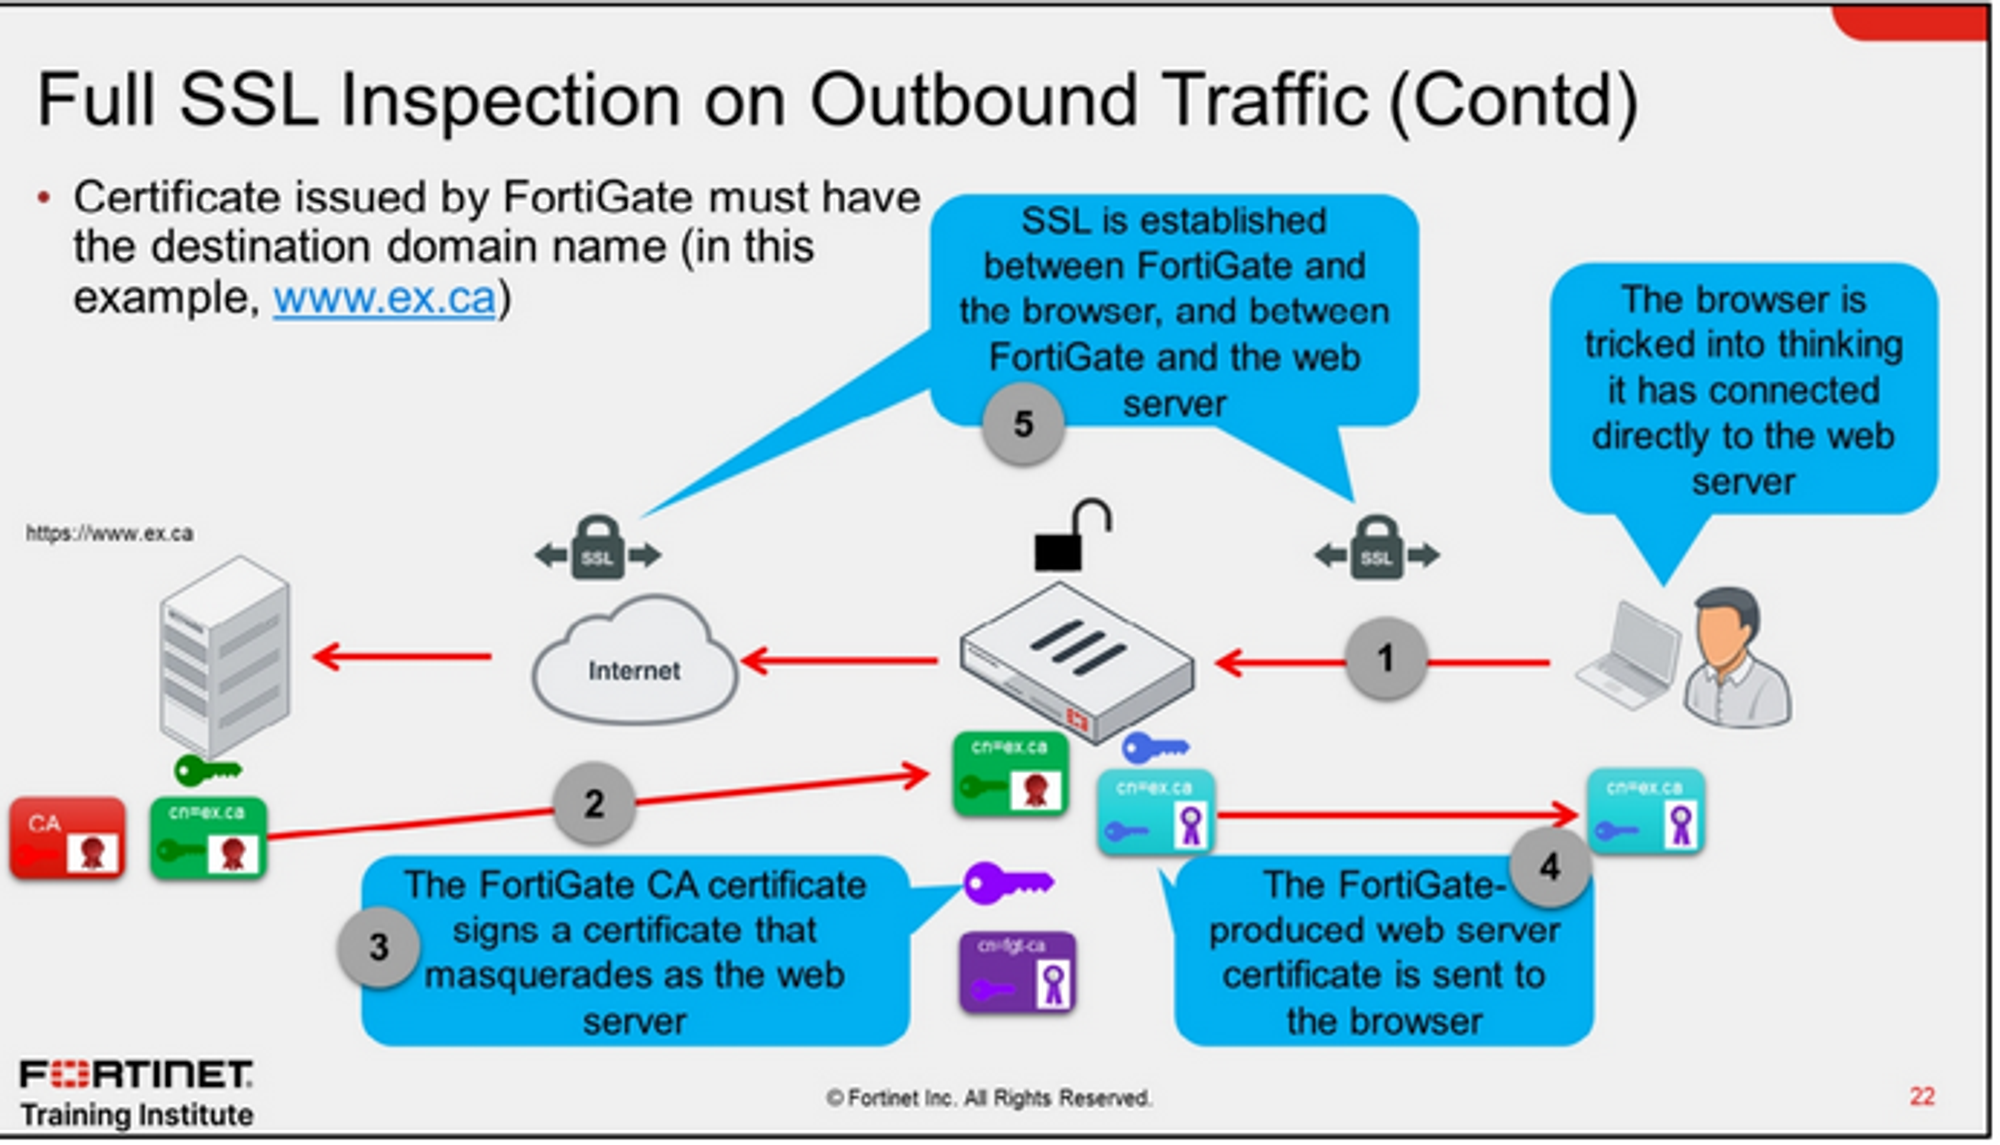 Full SSL Inspection on Outbound Traffic (Contd)
• Certificate issued by FortiGate must have
the destination domain name (in this
example, www.ex.ca)
SSL is established
between FortiGate and
the browser, and between
FortiGate and the web
server
5
The browser is
tricked into thinking
it has connected
directly to the web
server
https://www.ex.ca
SSL
SSL
Internet
1
cn=ex.ca
cn=ex.ca
cn=ex.ca
2
CA
cn=ex.ca
The FortiGate CA certificate
signs a certificate that
masquerades as the web
server
3
cn=fgt-ca
The FortiGate-
produced web server
certificate is sent to
the browser
4
FORTINET
Training Institute
© Fortinet Inc. All Rights Reserved.
22